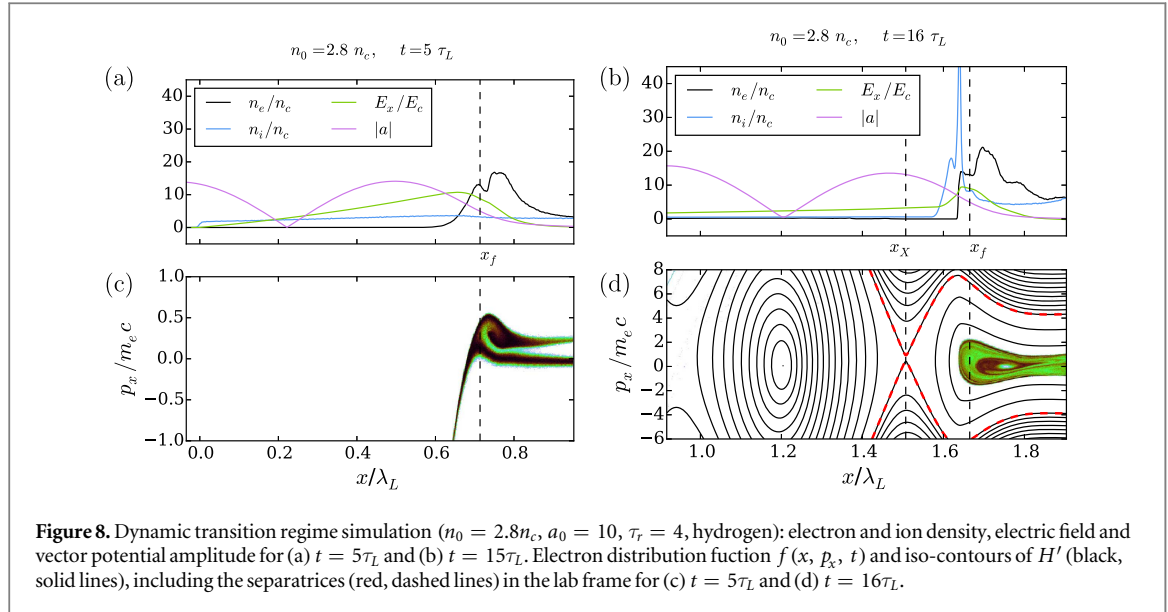 n₀ = 2.8 n_c,    t = 5 τ_L
(a)
40
30
20
10
0
n_e/n_c
n_i/n_c
E_x/E_c
|a|
x_f
n₀ = 2.8 n_c,    t = 16 τ_L
(b)
40
30
20
10
0
n_e/n_c
n_i/n_c
E_x/E_c
|a|
x_X
x_f
(c)
p_x/m_e c
1.0
0.5
0.0
−0.5
−1.0
0.0 0.2 0.4 0.6 0.8
x/λ_L
(d)
p_x/m_e c
8
6
4
2
0
−2
−4
−6
1.0 1.2 1.4 1.6 1.8
x/λ_L
Figure 8. Dynamic transition regime simulation (n₀ = 2.8n_c, a₀ = 10, τ_r = 4, hydrogen): electron and ion density, electric field and
vector potential amplitude for (a) t = 5τ_L and (b) t = 15τ_L. Electron distribution fuction f (x, p_x, t) and iso-contours of H′ (black,
solid lines), including the separatrices (red, dashed lines) in the lab frame for (c) t = 5τ_L and (d) t = 16τ_L.